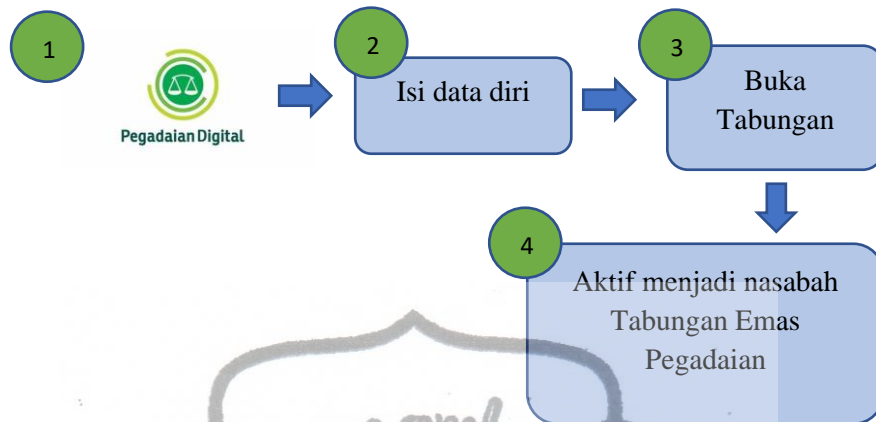 1
Pegadaian Digital
2
Isi data diri
3
Buka
Tabungan
4
Aktif menjadi nasabah
Tabungan Emas
Pegadaian